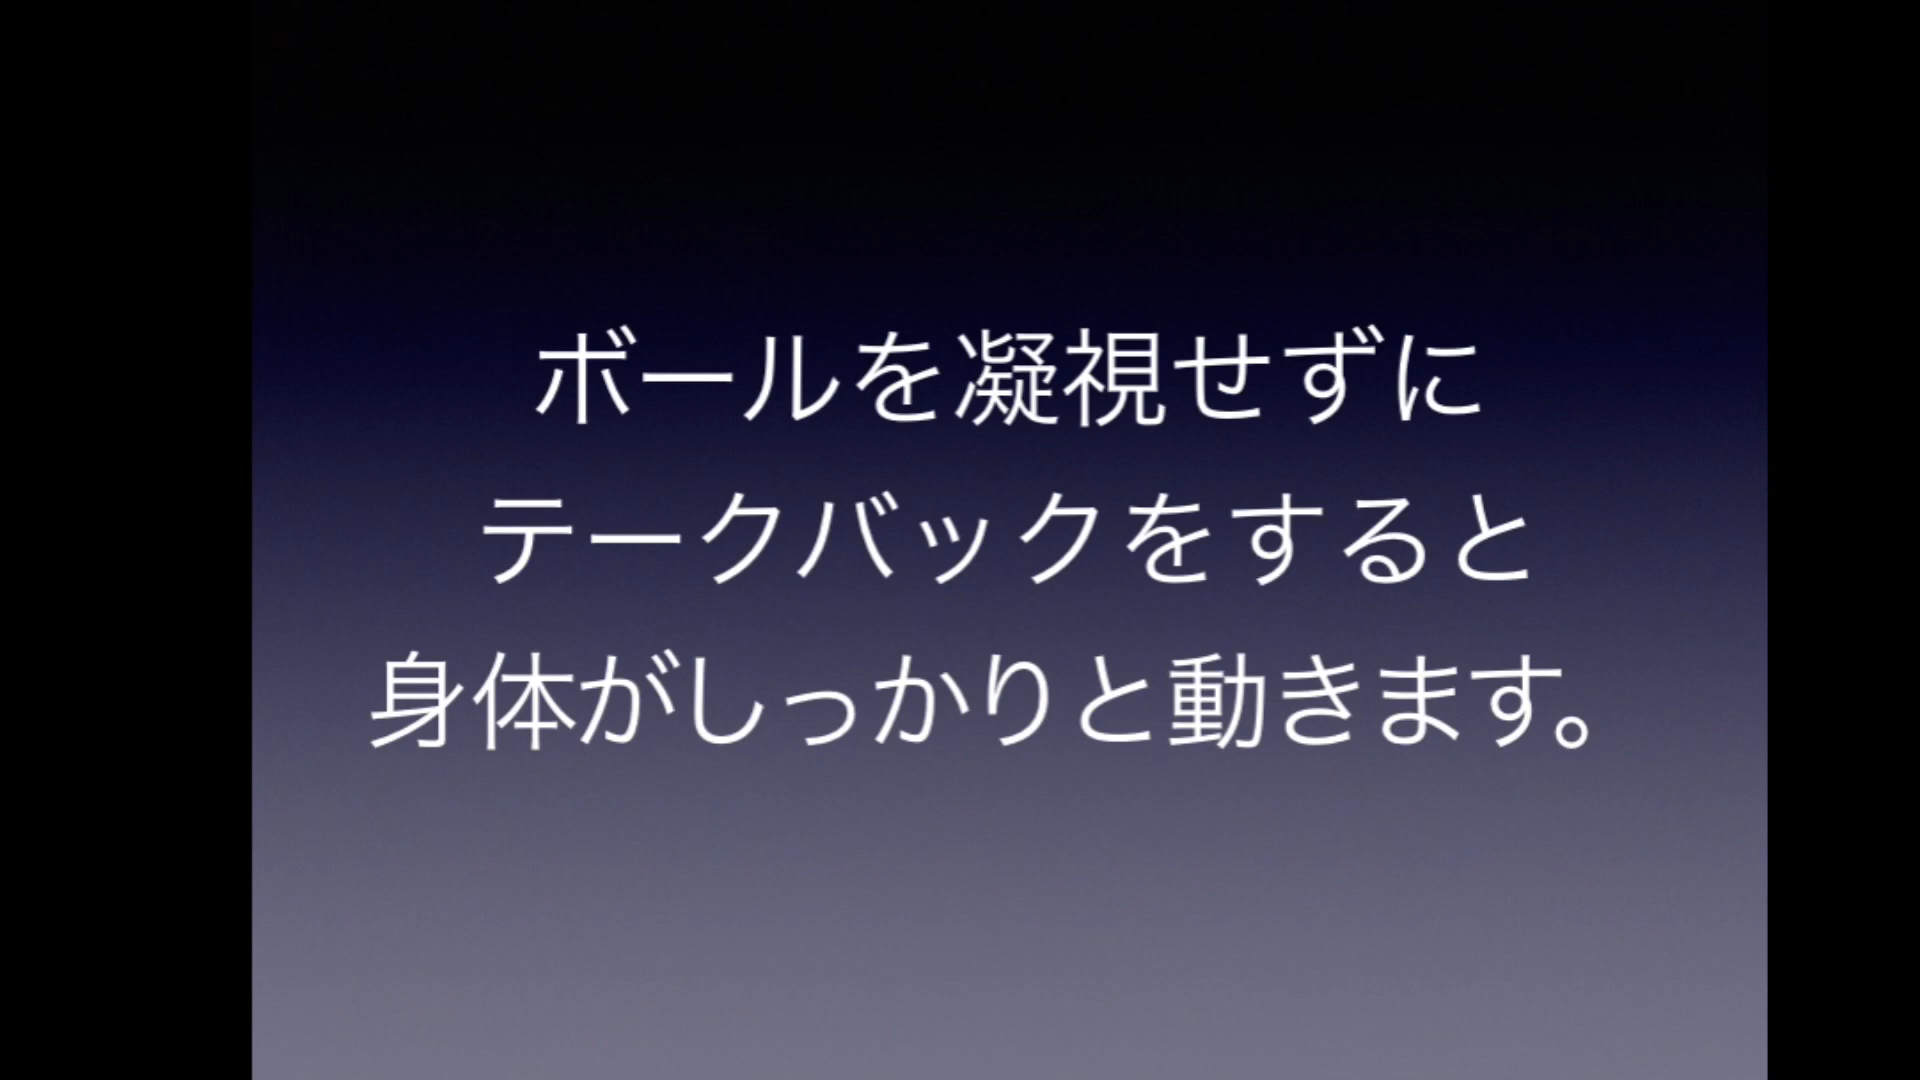 ボールを凝視せずに
テークバックをすると
身体がしっかりと動きます。